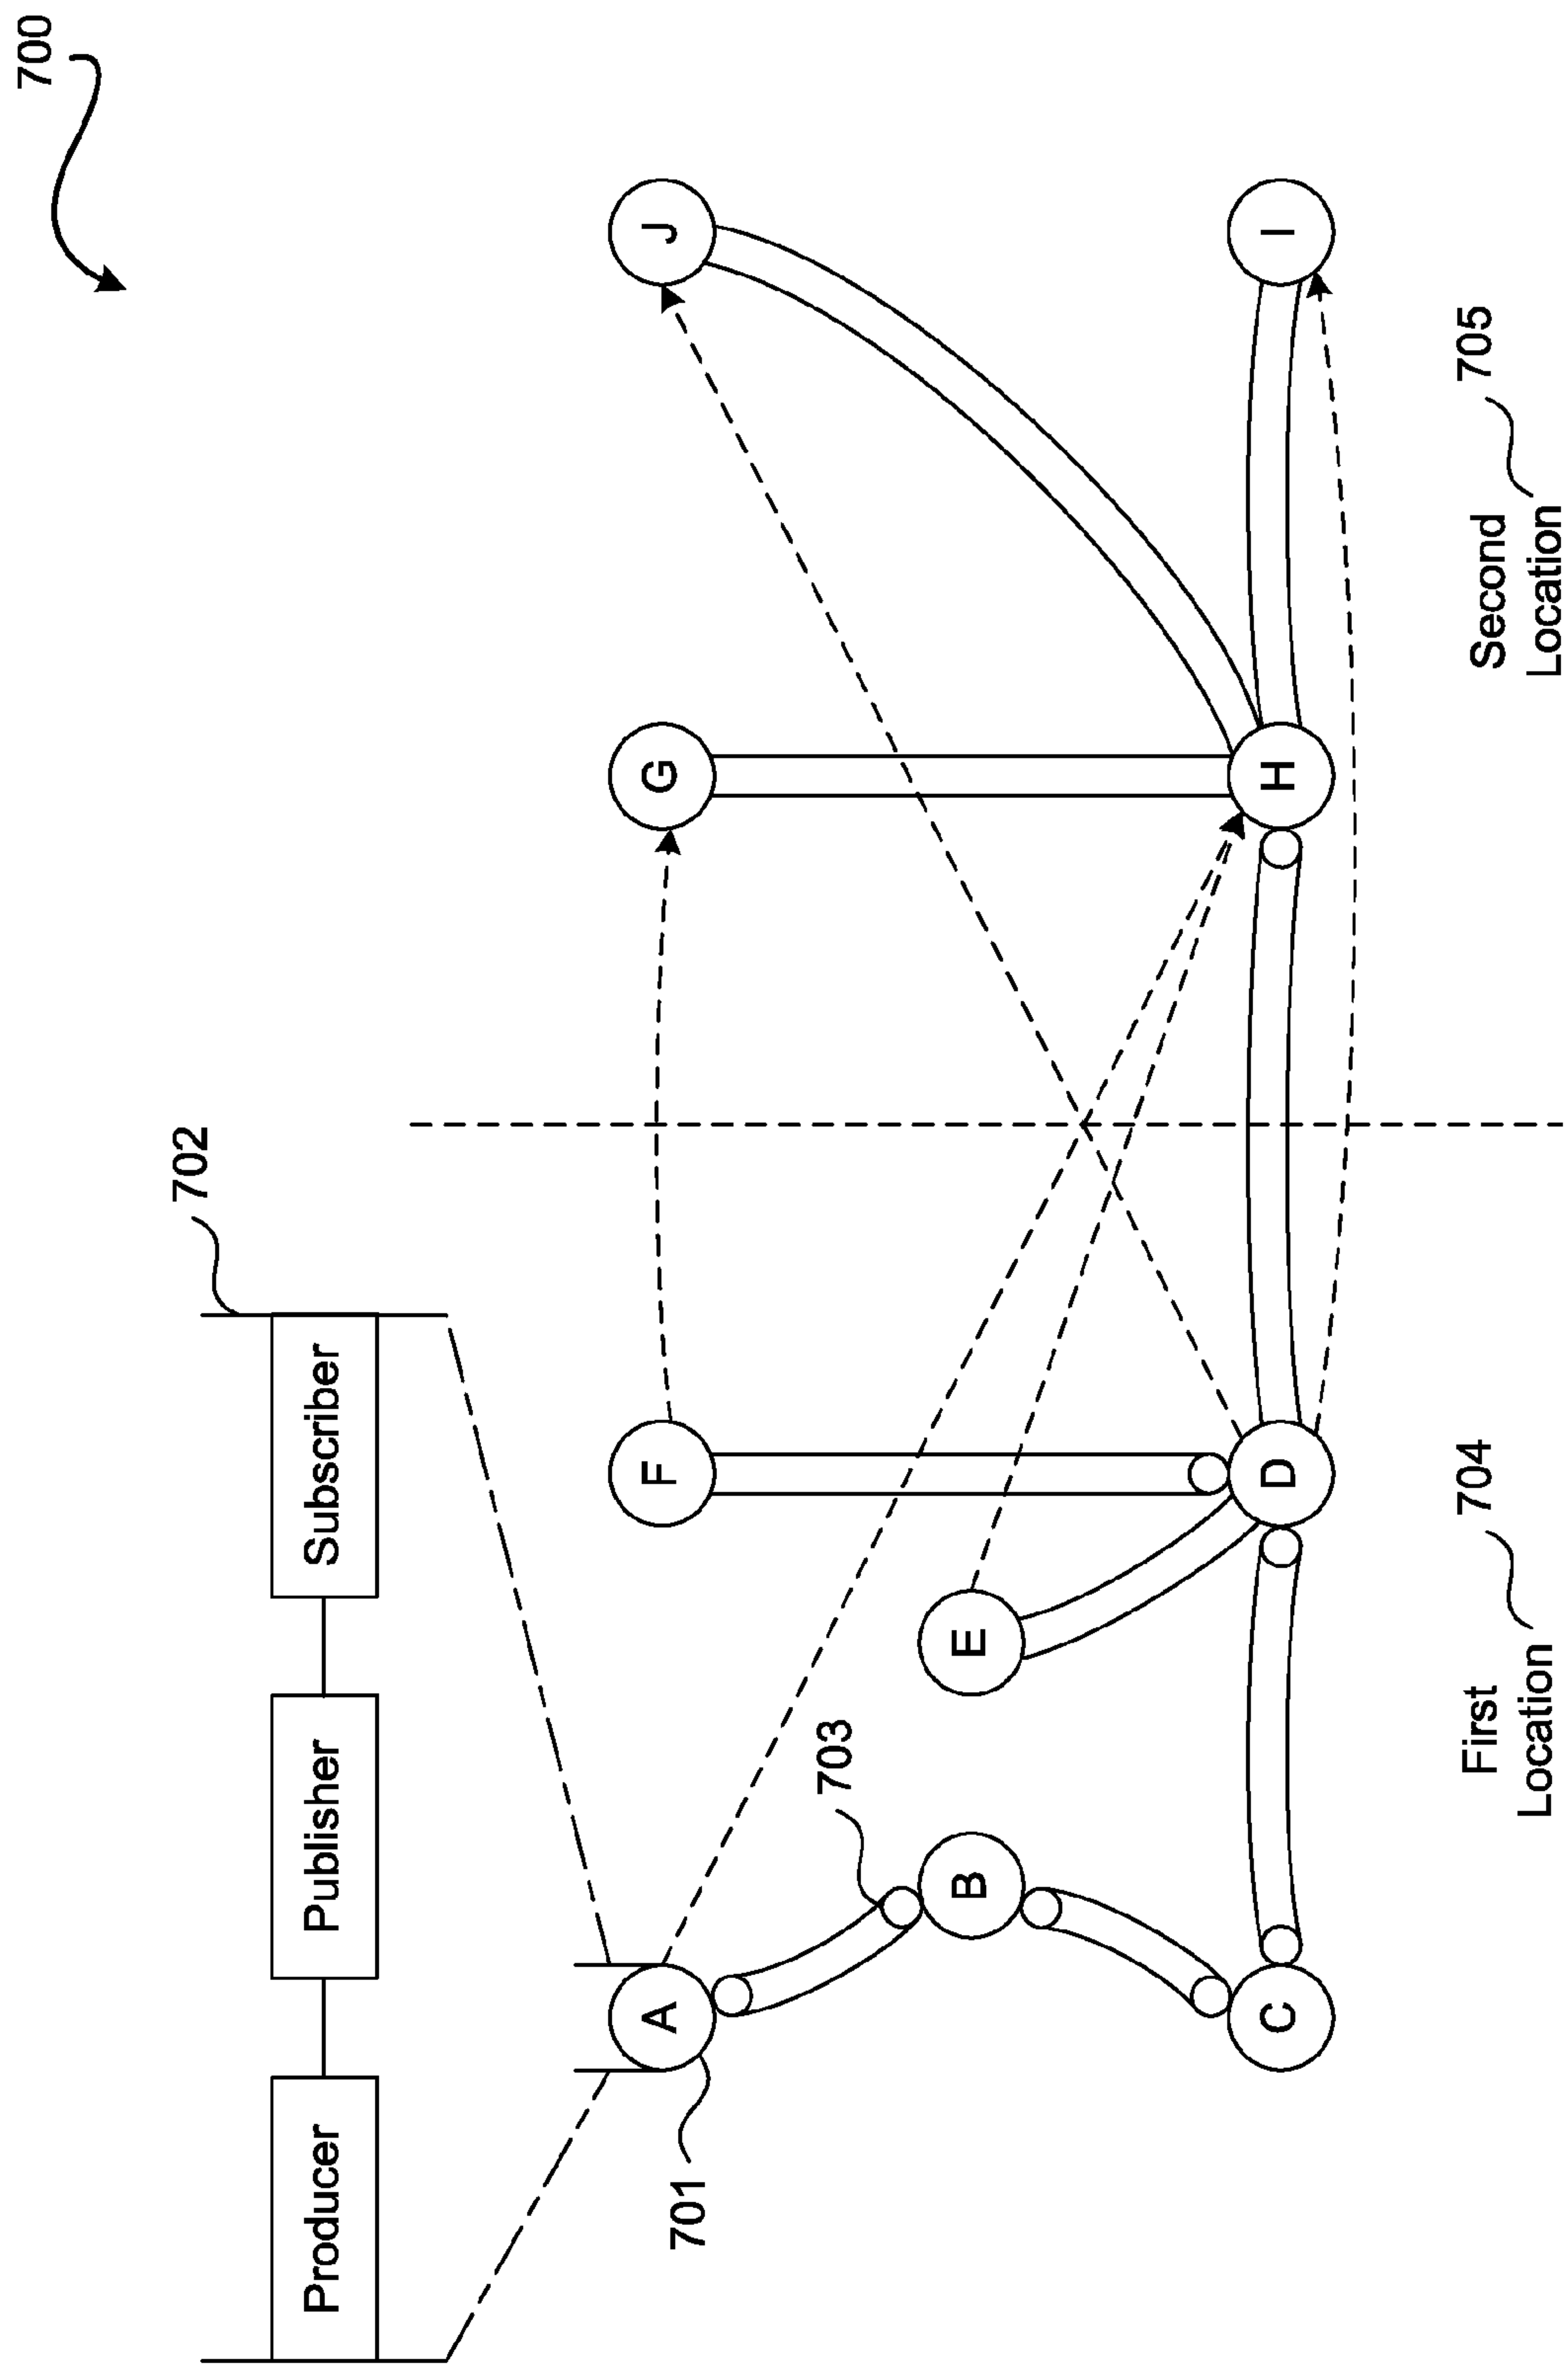 700
702
Producer
Publisher
Subscriber
A
F
G
J
701
703
B
E
C
D
H
I
First
Location
704
Second
Location
705